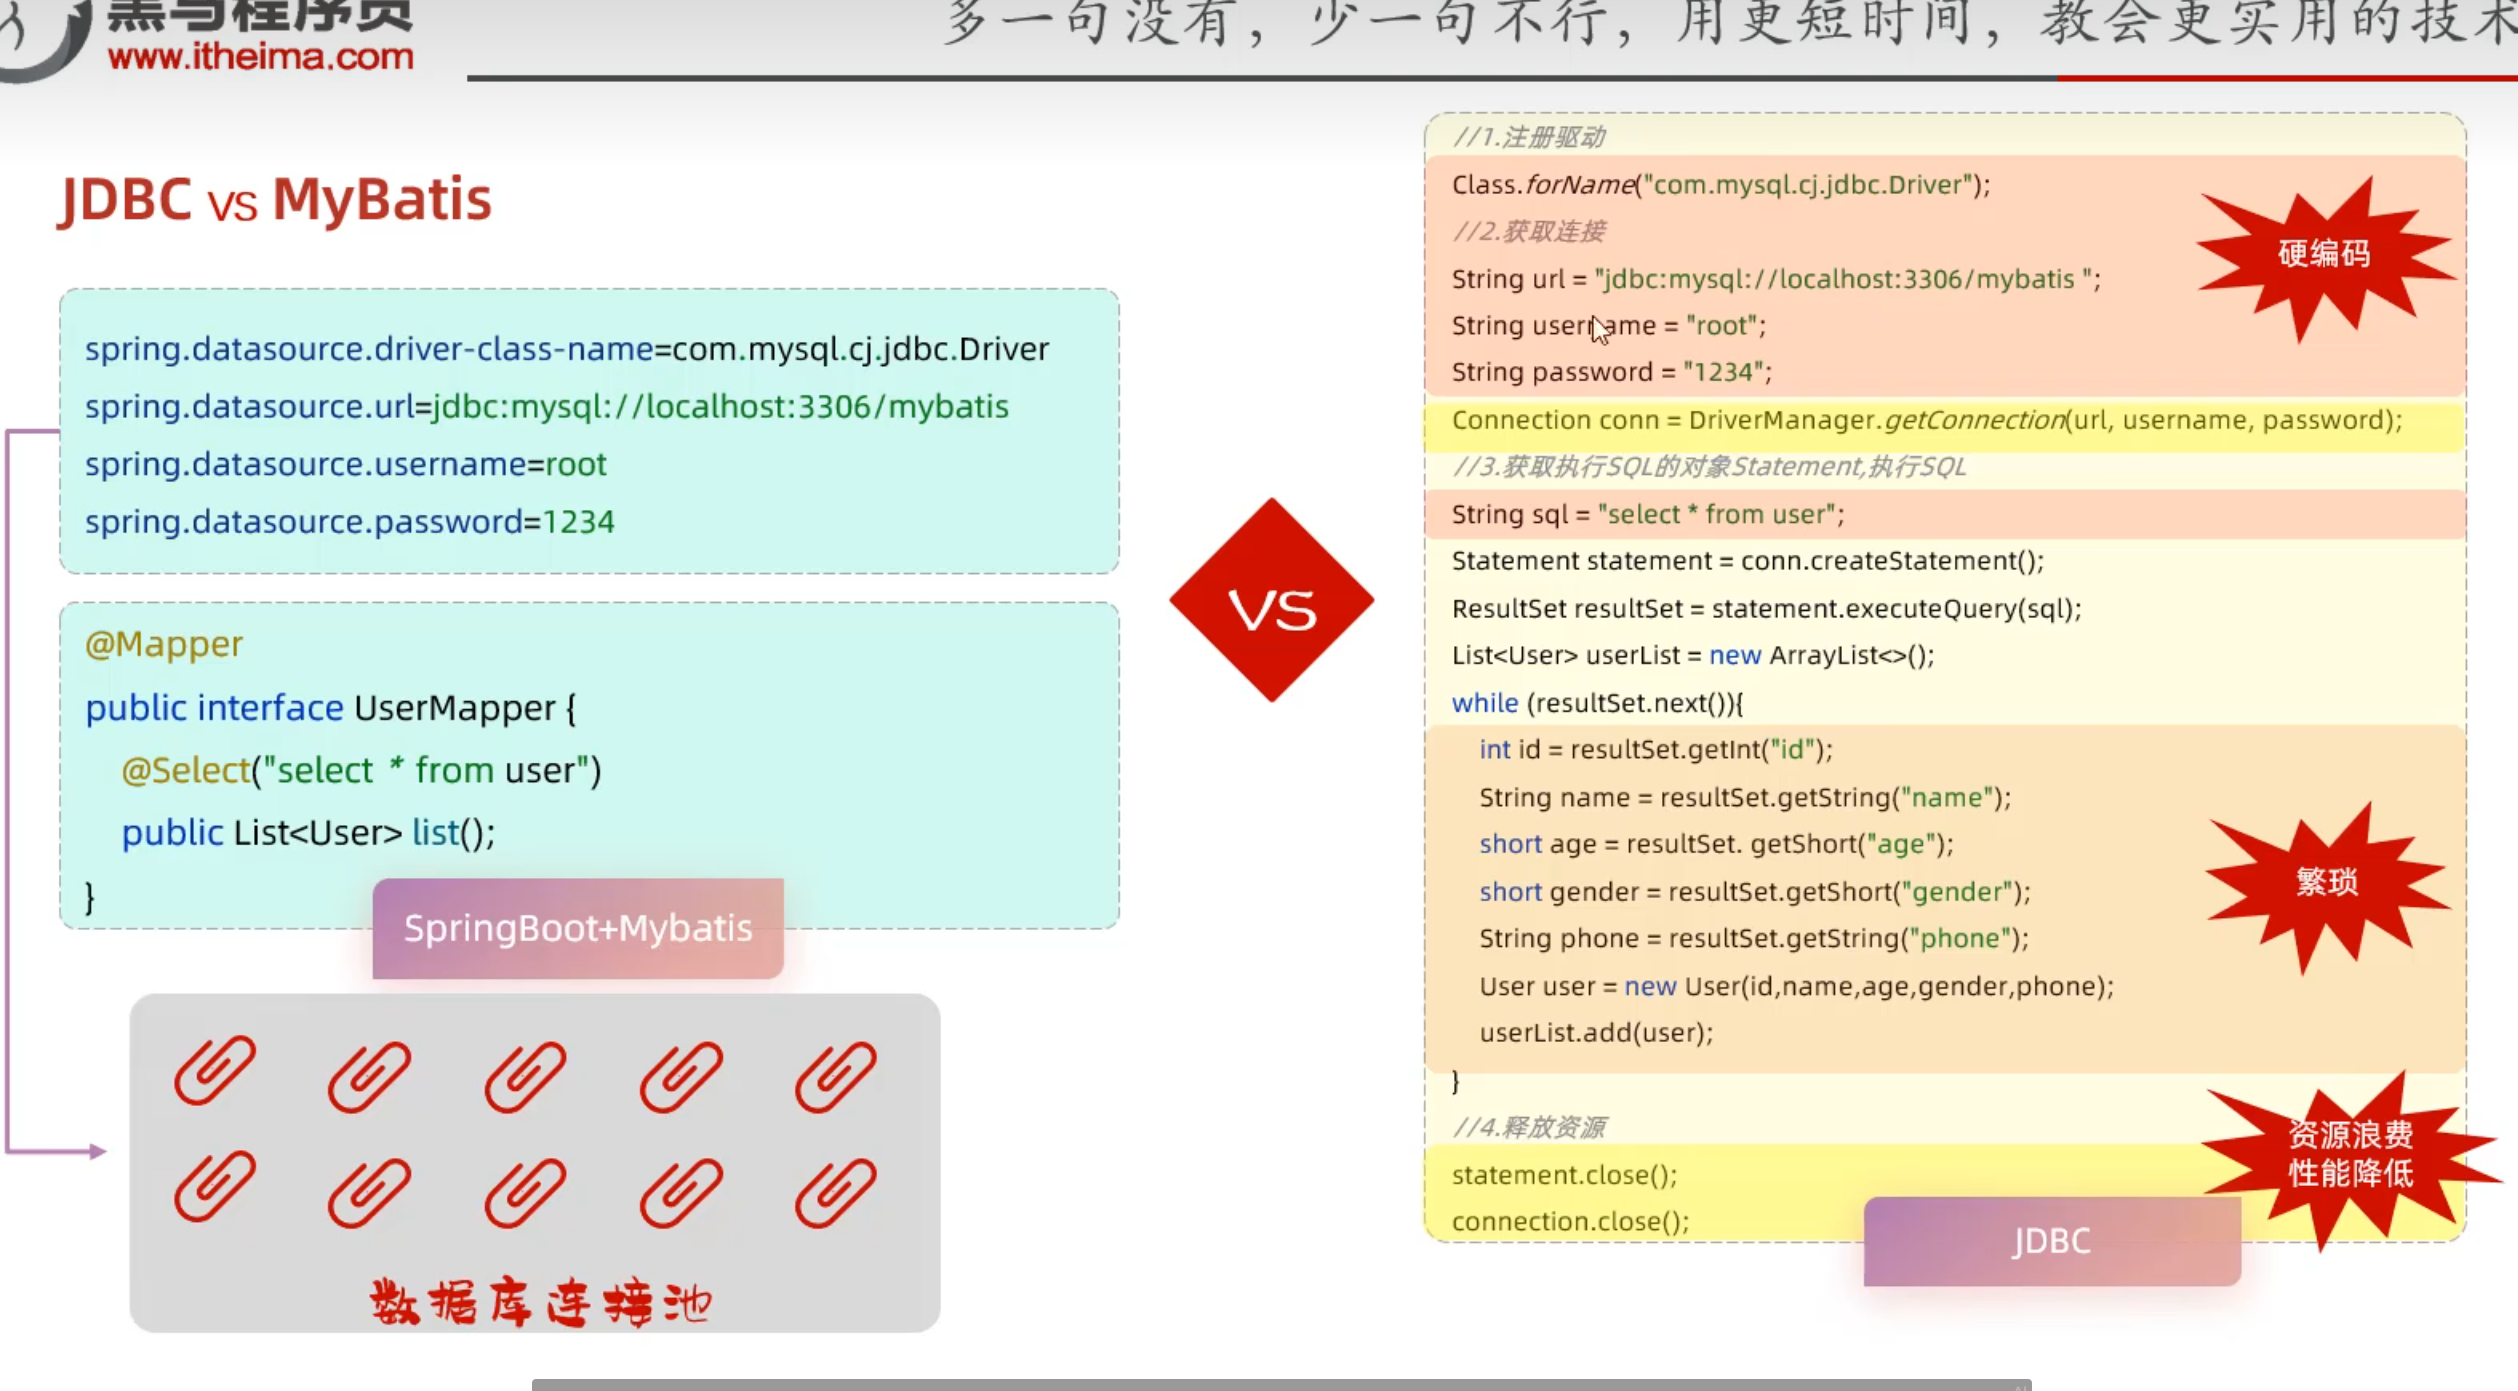 黑马程序员
www.itheima.com
多一句没有，少一句不行，用更短时间，教会更实用的技术
JDBC vs MyBatis
spring.datasource.driver-class-name=com.mysql.cj.jdbc.Driver
spring.datasource.url=jdbc:mysql://localhost:3306/mybatis
spring.datasource.username=root
spring.datasource.password=1234
@Mapper
public interface UserMapper {
@Select("select * from user")
public List<User> list();
}
SpringBoot+Mybatis
数据库连接池
VS
//1.注册驱动
Class.forName("com.mysql.cj.jdbc.Driver");
//2.获取连接
String url = "jdbc:mysql://localhost:3306/mybatis ";
String username = "root";
String password = "1234";
硬编码
Connection conn = DriverManager.getConnection(url, username, password);
//3.获取执行SQL的对象Statement,执行SQL
String sql = "select * from user";
Statement statement = conn.createStatement();
ResultSet resultSet = statement.executeQuery(sql);
List<User> userList = new ArrayList<>();
while (resultSet.next()){
int id = resultSet.getInt("id");
String name = resultSet.getString("name");
short age = resultSet. getShort("age");
short gender = resultSet.getShort("gender");
String phone = resultSet.getString("phone");
User user = new User(id,name,age,gender,phone);
userList.add(user);
繁琐
}
//4.释放资源
statement.close();
connection.close();
资源浪费
性能降低
JDBC